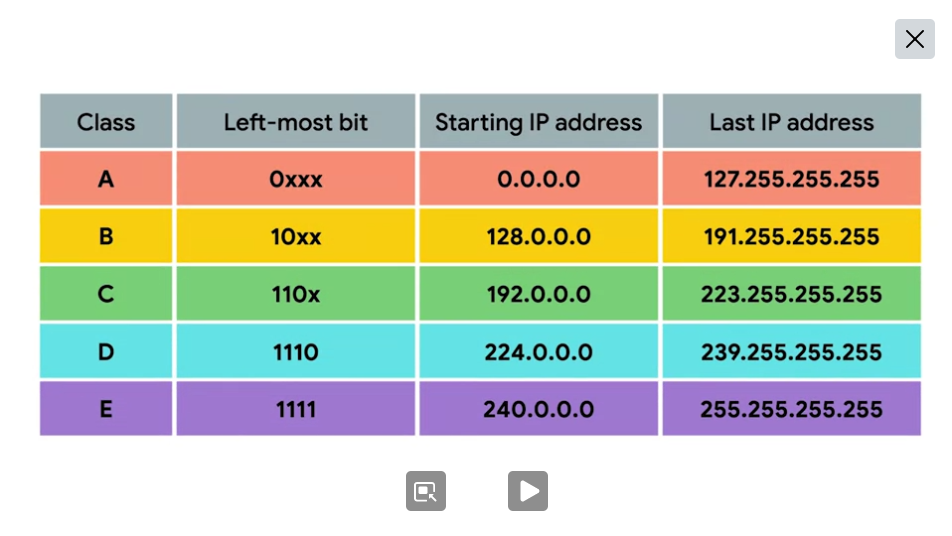 Class Left-most bit Starting IP address Last IP address
A 0xxx 0.0.0.0 127.255.255.255
B 10xx 128.0.0.0 191.255.255.255
C 110x 192.0.0.0 223.255.255.255
D 1110 224.0.0.0 239.255.255.255
E 1111 240.0.0.0 255.255.255.255